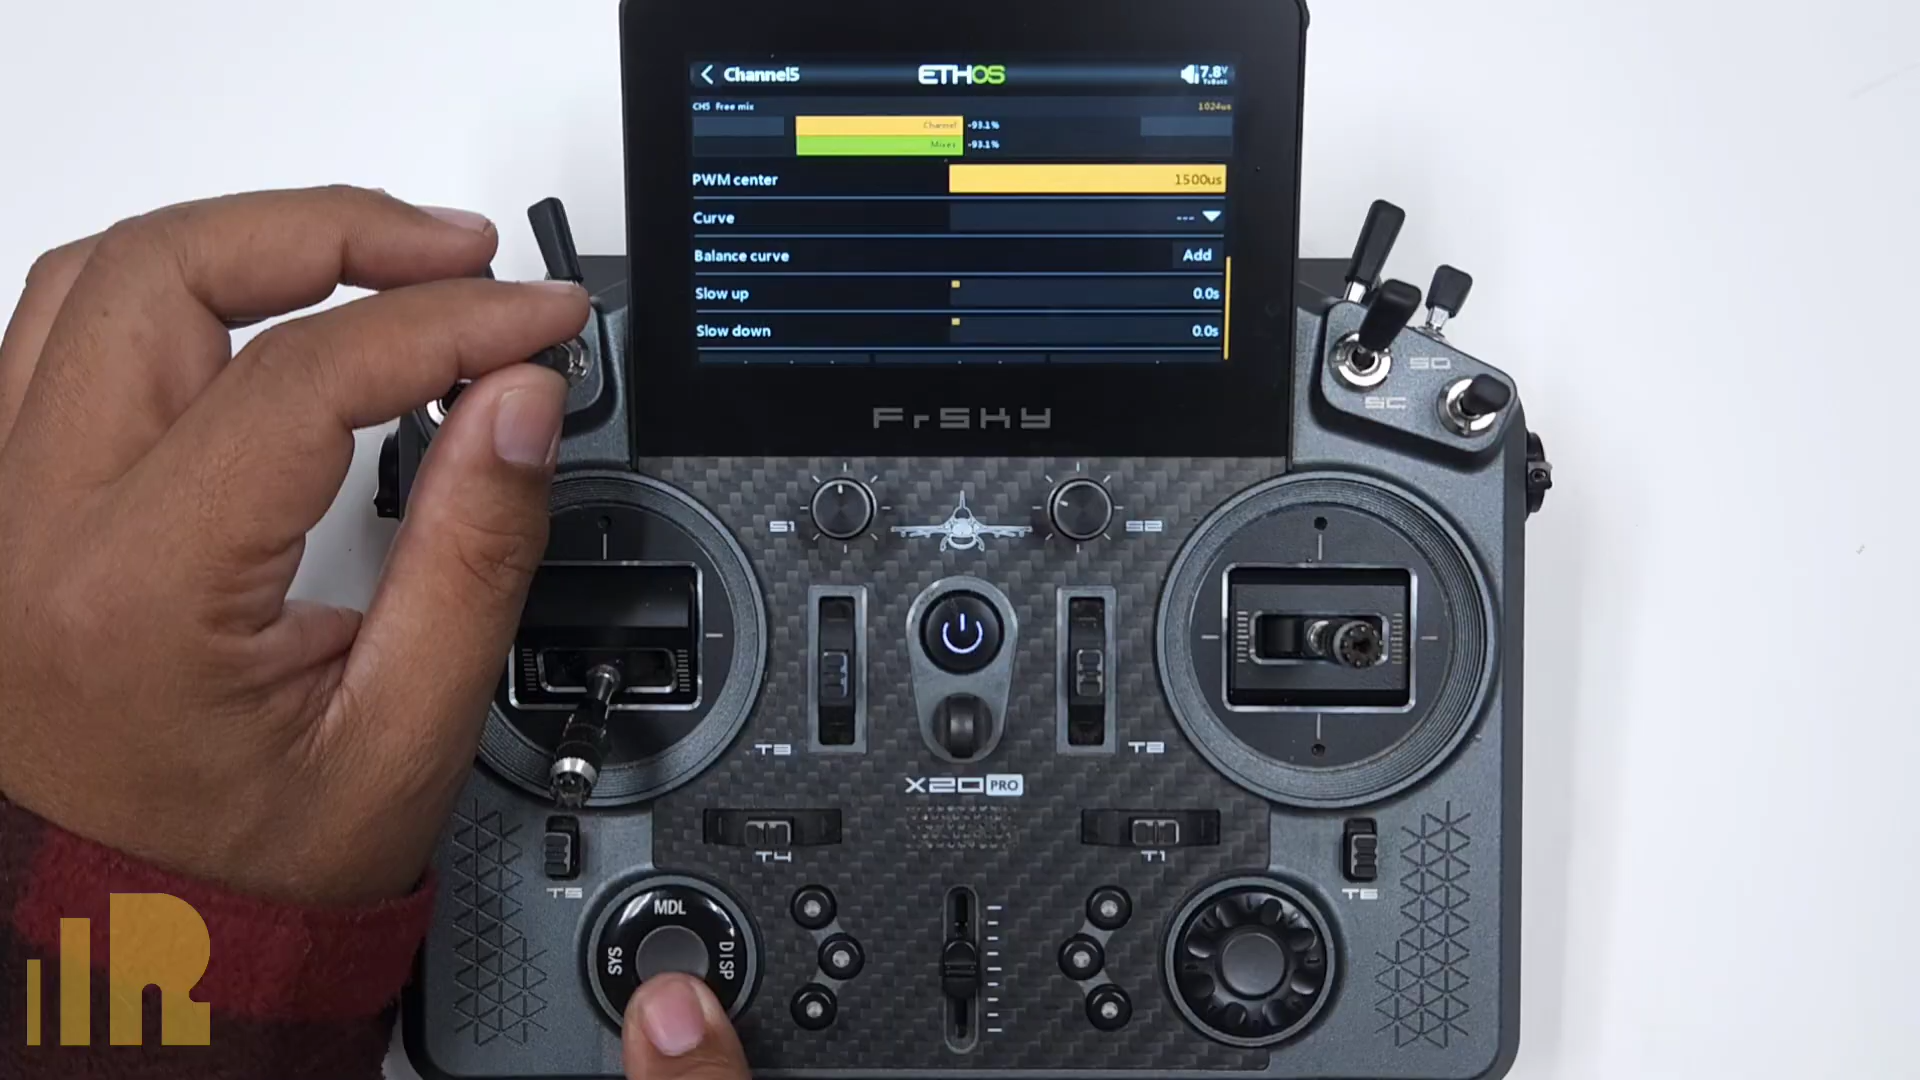 Channel5
ETHOS
7.8V
CH5 Free mix
1024us
Channel -93.1%
Mixes -93.1%
PWM center 1500us
Curve ---
Balance curve Add
Slow up 0.0s
Slow down 0.0s
FrSKY
SD
SC
S1
S2
T3
T2
X20 PRO
T4
T1
T5
T6
MDL
SYS
DISP
R